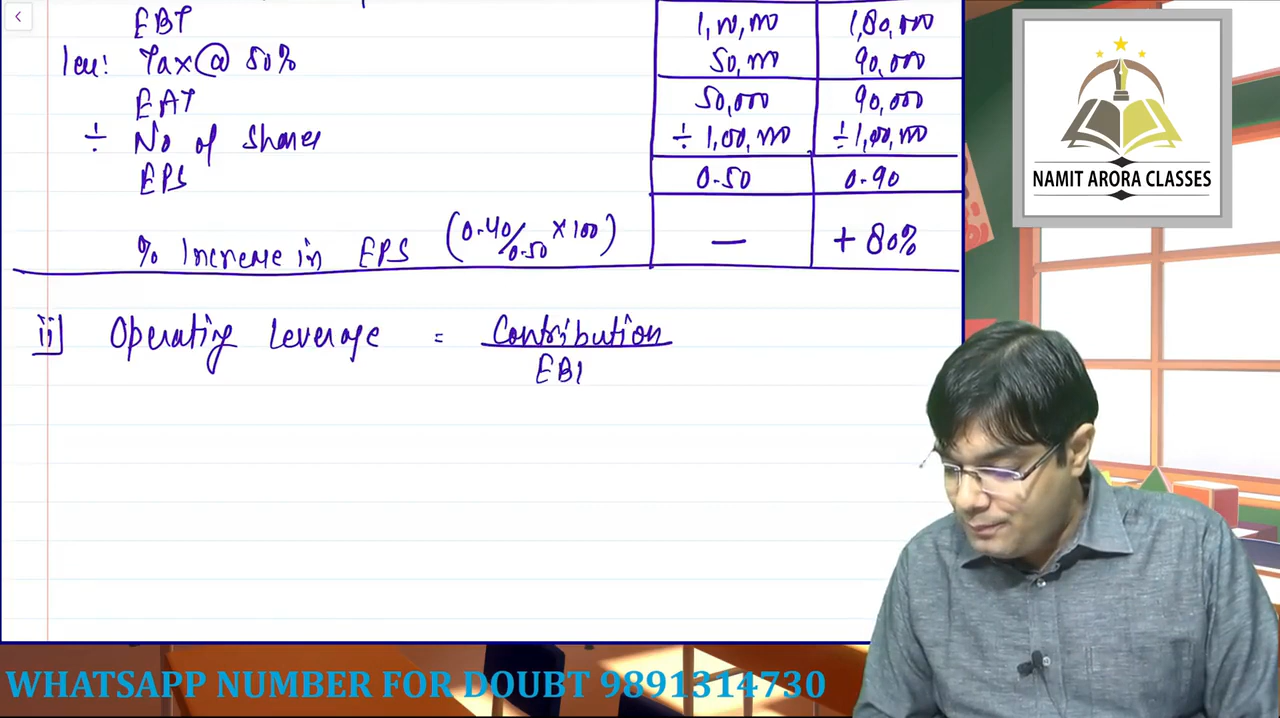 EBT 1,00,000 1,80,000
Less: Tax @ 50% 50,000 90,000
EAT 50,000 90,000
÷ No of Shares ÷ 1,00,000 ÷ 1,00,000
EPS 0.50 0.90
% Increase in EPS (0.40/0.50 × 100) — + 80%
ii] Operating Leverage = Contribution
EBI
NAMIT ARORA CLASSES
WHATSAPP NUMBER FOR DOUBT 9891314730